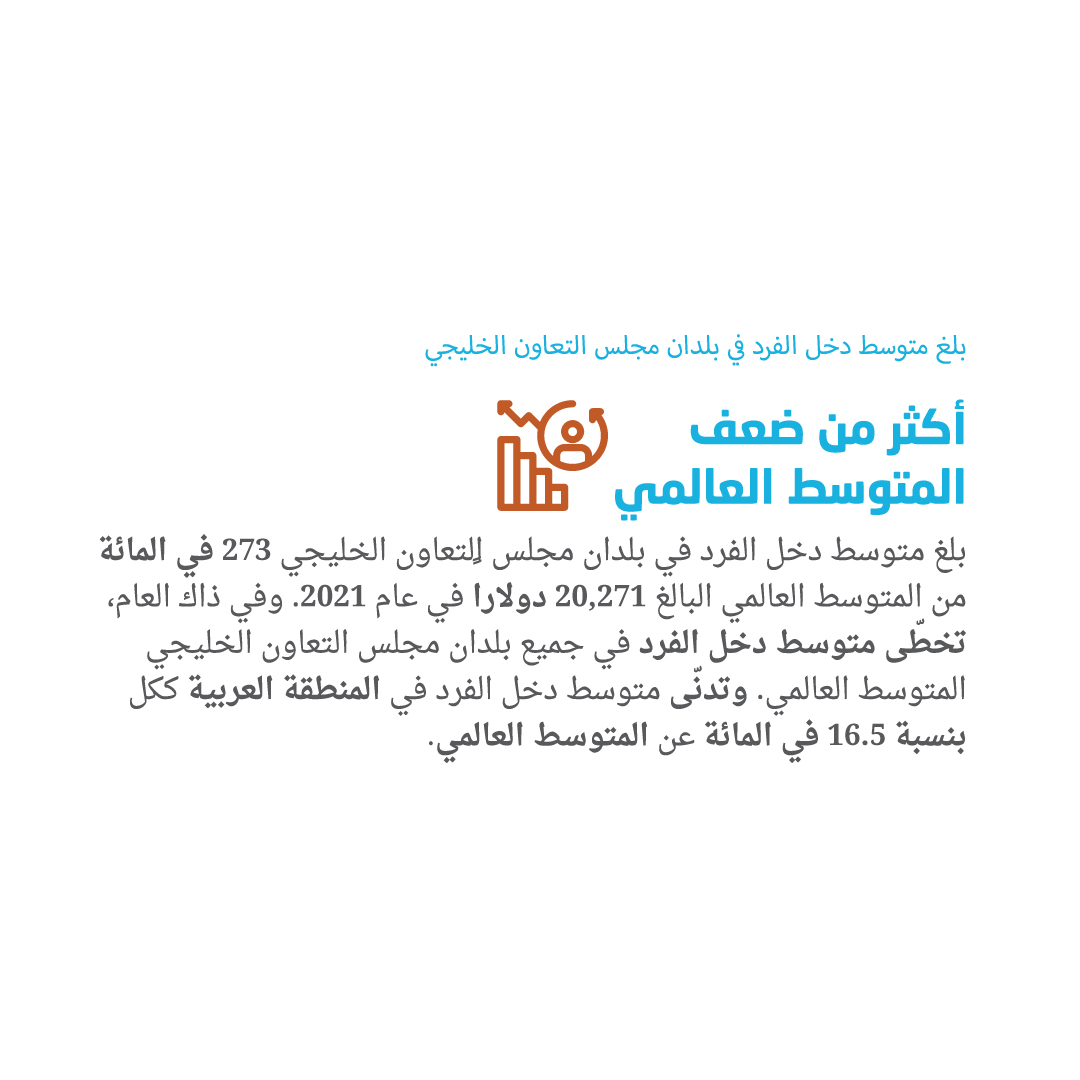 بلغ متوسط دخل الفرد في بلدان مجلس التعاون الخليجي
أكثر من ضعف
المتوسط العالمي
بلغ متوسط دخل الفرد في بلدان مجلس اِلتعاون الخليجي 273 في المائة
من المتوسط العالمي البالغ 20,271 دولارا في عام 2021. وفي ذاك العام،
تخطّى متوسط دخل الفرد في جميع بلدان مجلس التعاون الخليجي
المتوسط العالمي. وتدنّى متوسط دخل الفرد في المنطقة العربية ككل
بنسبة 16.5 في المائة عن المتوسط العالمي.